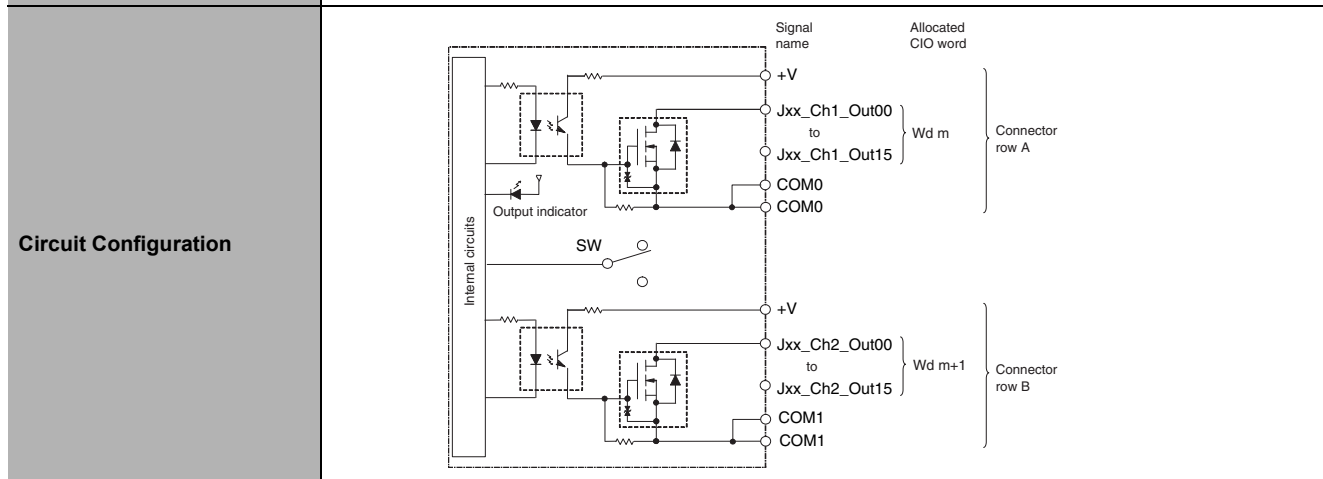 Circuit Configuration
Signal name
Allocated CIO word
Internal circuits
+V
Jxx_Ch1_Out00
to
Jxx_Ch1_Out15
Wd m
Connector row A
COM0
COM0
Output indicator
SW
+V
Jxx_Ch2_Out00
to
Jxx_Ch2_Out15
Wd m+1
Connector row B
COM1
COM1